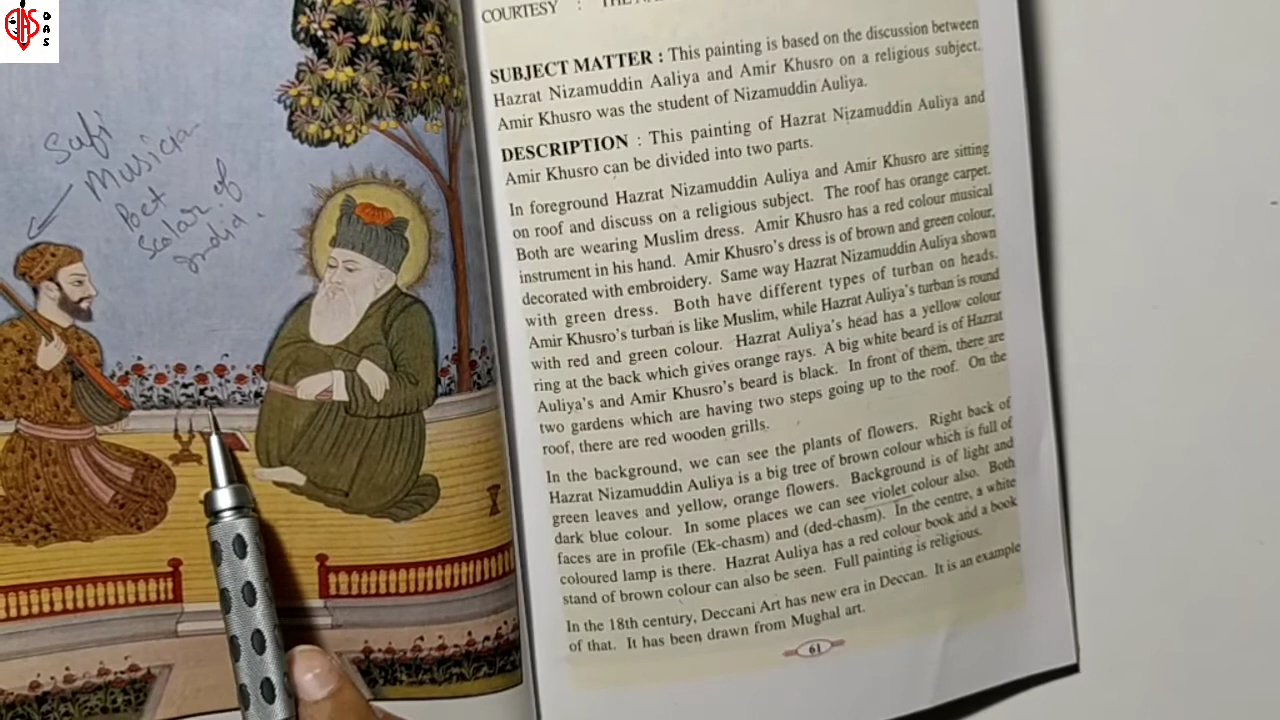 IAS
DAS
Sufi
Musician
Poet
Scalar of
India.
COURTESY :
SUBJECT MATTER : This painting is based on the discussion between
Hazrat Nizamuddin Aaliya and Amir Khusro on a religious subject.
Amir Khusro was the student of Nizamuddin Auliya.
DESCRIPTION : This painting of Hazrat Nizamuddin Auliya and
Amir Khusro can be divided into two parts.
In foreground Hazrat Nizamuddin Auliya and Amir Khusro are sitting
on roof and discuss on a religious subject. The roof has orange carpet.
Both are wearing Muslim dress. Amir Khusro has a red colour musical
instrument in his hand. Amir Khusro's dress is of brown and green colour,
decorated with embroidery. Same way Hazrat Nizamuddin Auliya shown
with green dress. Both have different types of turban on heads.
Amir Khusro's turban is like Muslim, while Hazrat Auliya's turban is round
with red and green colour. Hazrat Auliya's head has a yellow colour
ring at the back which gives orange rays. A big white beard is of Hazrat
Auliya's and Amir Khusro's beard is black. In front of them, there are
two gardens which are having two steps going up to the roof. On the
roof, there are red wooden grills.
In the background, we can see the plants of flowers. Right back of
Hazrat Nizamuddin Auliya is a big tree of brown colour which is full of
green leaves and yellow, orange flowers. Background is of light and
dark blue colour. In some places we can see violet colour also. Both
faces are in profile (Ek-chasm) and (ded-chasm). In the centre, a white
coloured lamp is there. Hazrat Auliya has a red colour book and a book
stand of brown colour can also be seen. Full painting is religious.
In the 18th century, Deccani Art has new era in Deccan. It is an example
of that. It has been drawn from Mughal art.
61